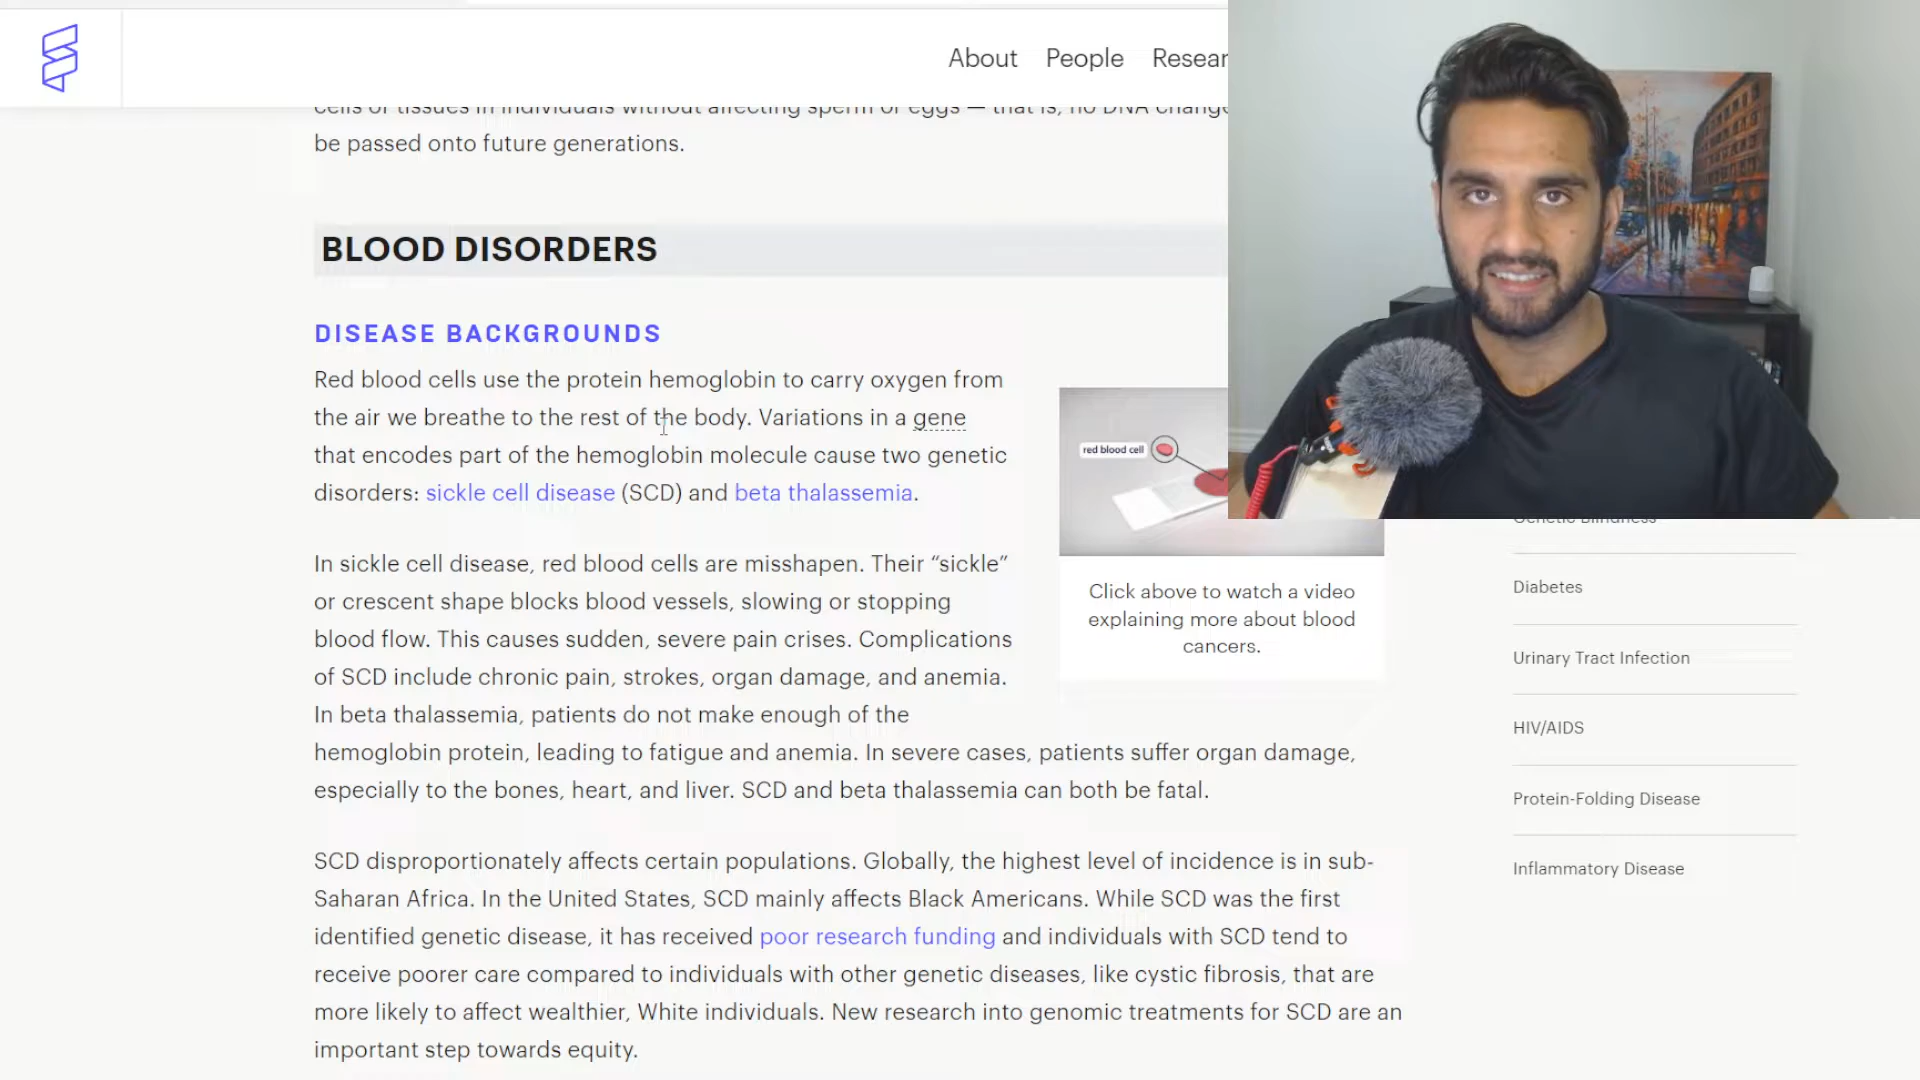 About People Resear
cells or tissues in individuals without affecting sperm or eggs — that is, no DNA change
be passed onto future generations.
BLOOD DISORDERS
DISEASE BACKGROUNDS
Red blood cells use the protein hemoglobin to carry oxygen from
the air we breathe to the rest of the body. Variations in a gene
that encodes part of the hemoglobin molecule cause two genetic
disorders: sickle cell disease (SCD) and beta thalassemia.
In sickle cell disease, red blood cells are misshapen. Their “sickle”
or crescent shape blocks blood vessels, slowing or stopping
blood flow. This causes sudden, severe pain crises. Complications
of SCD include chronic pain, strokes, organ damage, and anemia.
In beta thalassemia, patients do not make enough of the
hemoglobin protein, leading to fatigue and anemia. In severe cases, patients suffer organ damage,
especially to the bones, heart, and liver. SCD and beta thalassemia can both be fatal.
SCD disproportionately affects certain populations. Globally, the highest level of incidence is in sub-
Saharan Africa. In the United States, SCD mainly affects Black Americans. While SCD was the first
identified genetic disease, it has received poor research funding and individuals with SCD tend to
receive poorer care compared to individuals with other genetic diseases, like cystic fibrosis, that are
more likely to affect wealthier, White individuals. New research into genomic treatments for SCD are an
important step towards equity.
red blood cell
Click above to watch a video
explaining more about blood
cancers.
Genetic Blindness
Diabetes
Urinary Tract Infection
HIV/AIDS
Protein-Folding Disease
Inflammatory Disease